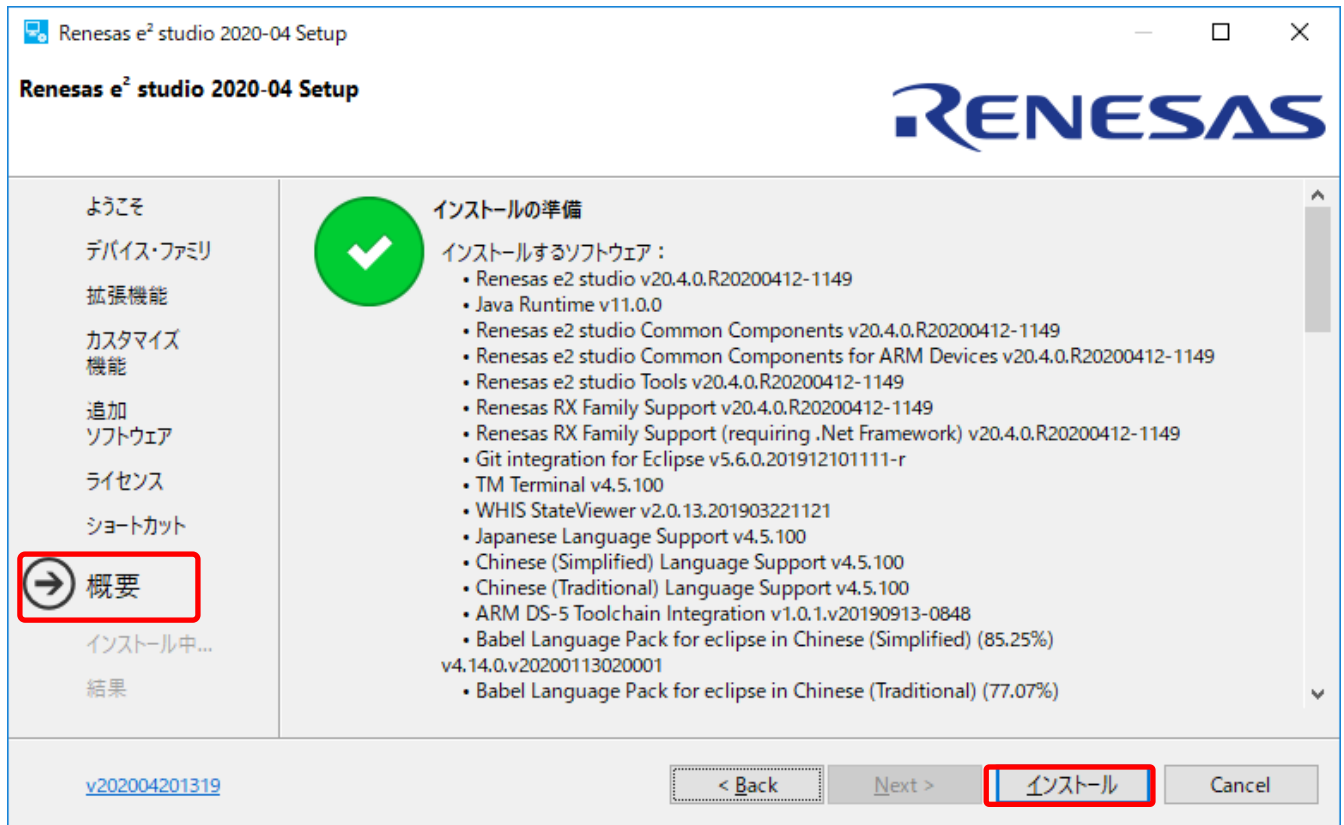 Renesas e² studio 2020-04 Setup
Renesas e² studio 2020-04 Setup
RENESAS
ようこそ
デバイス・ファミリ
拡張機能
カスタマイズ
機能
追加
ソフトウェア
ライセンス
ショートカット
概要
インストール中...
結果
インストールの準備
インストールするソフトウェア：
• Renesas e2 studio v20.4.0.R20200412-1149
• Java Runtime v11.0.0
• Renesas e2 studio Common Components v20.4.0.R20200412-1149
• Renesas e2 studio Common Components for ARM Devices v20.4.0.R20200412-1149
• Renesas e2 studio Tools v20.4.0.R20200412-1149
• Renesas RX Family Support v20.4.0.R20200412-1149
• Renesas RX Family Support (requiring .Net Framework) v20.4.0.R20200412-1149
• Git integration for Eclipse v5.6.0.201912101111-r
• TM Terminal v4.5.100
• WHIS StateViewer v2.0.13.201903221121
• Japanese Language Support v4.5.100
• Chinese (Simplified) Language Support v4.5.100
• Chinese (Traditional) Language Support v4.5.100
• ARM DS-5 Toolchain Integration v1.0.1.v20190913-0848
• Babel Language Pack for eclipse in Chinese (Simplified) (85.25%)
v4.14.0.v20200113020001
• Babel Language Pack for eclipse in Chinese (Traditional) (77.07%)
v202004201319
< Back
Next >
インストール
Cancel